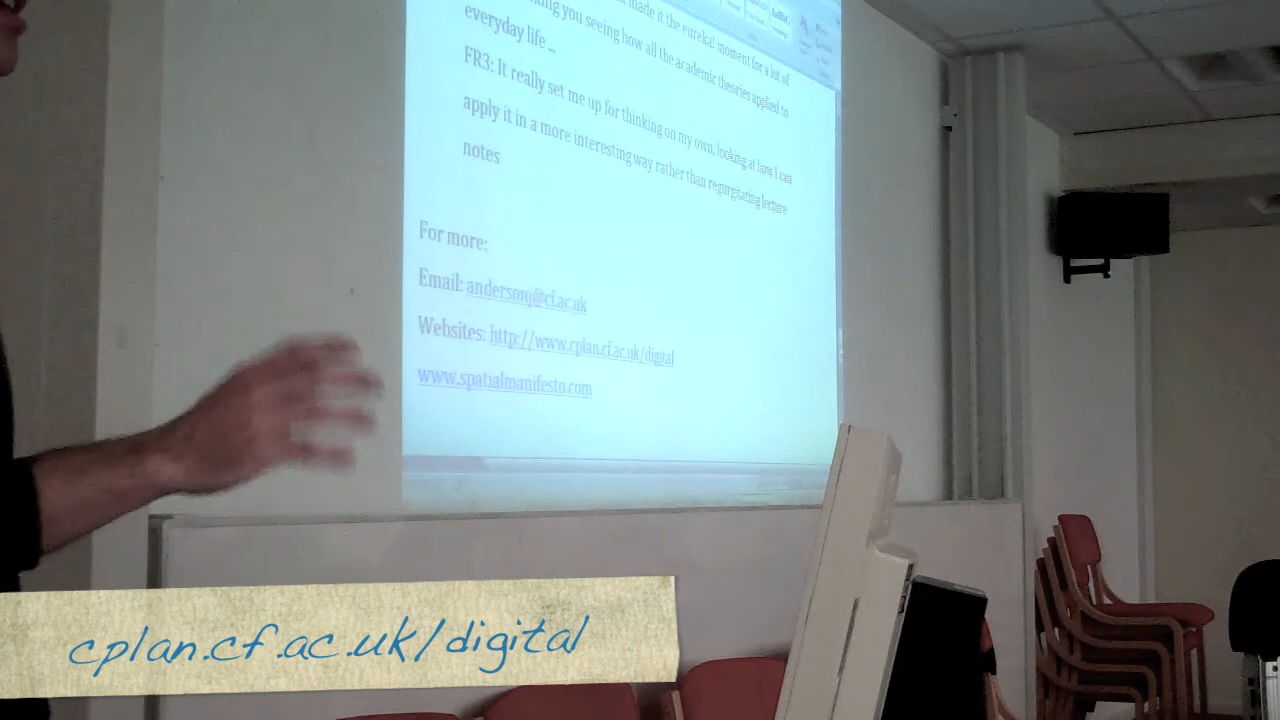 made it the eureka! moment for a lot of
you seeing how all the academic theories applied to
everyday life _
FR3: It really set me up for thinking on my own, looking at how I can
apply it in a more interesting way rather than regurgitating lecture
notes
For more:
Email: andersonj@cf.ac.uk
Websites: http://www.cplan.cf.ac.uk/digital
www.spatialmanifesto.com
cplan.cf.ac.uk/digital